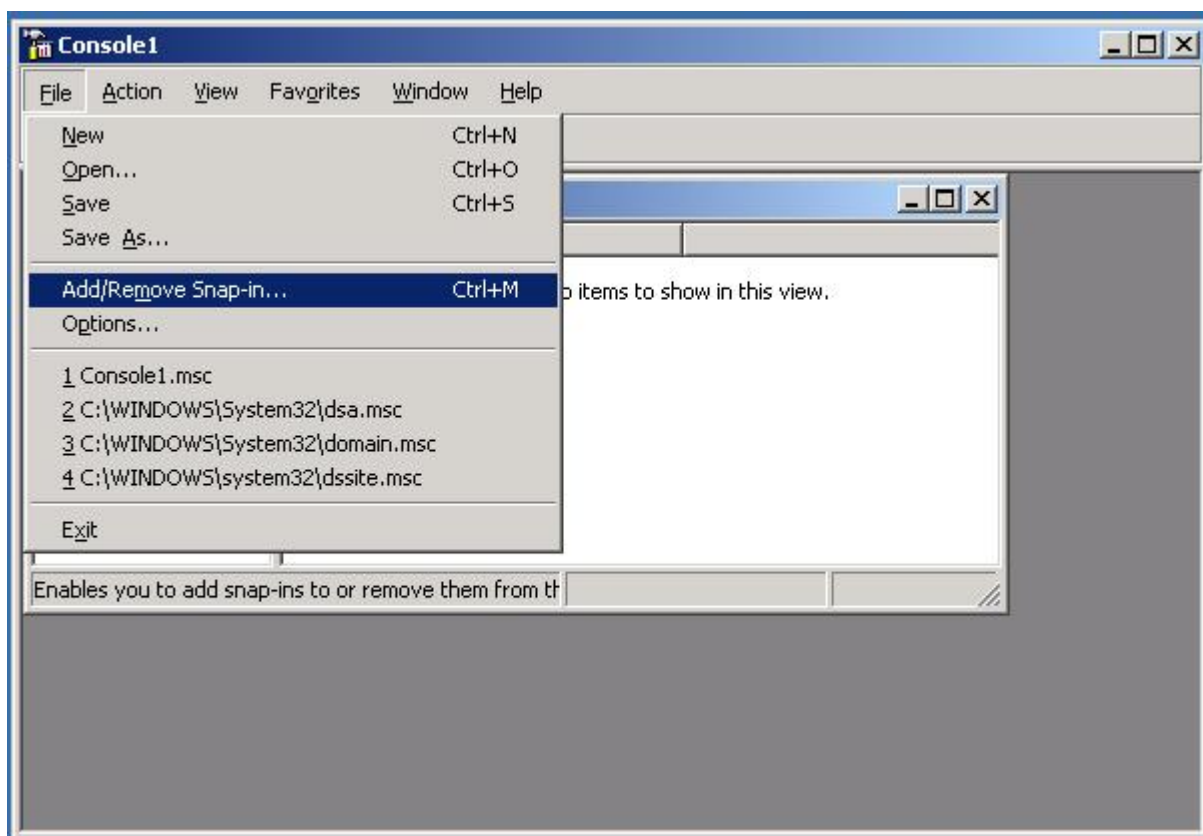 Console1
File Action View Favorites Window Help
New Ctrl+N
Open... Ctrl+O
Save Ctrl+S
Save As...
Add/Remove Snap-in... Ctrl+M
items to show in this view.
Options...
1 Console1.msc
2 C:\WINDOWS\System32\dsa.msc
3 C:\WINDOWS\System32\domain.msc
4 C:\WINDOWS\system32\dssite.msc
Exit
Enables you to add snap-ins to or remove them from